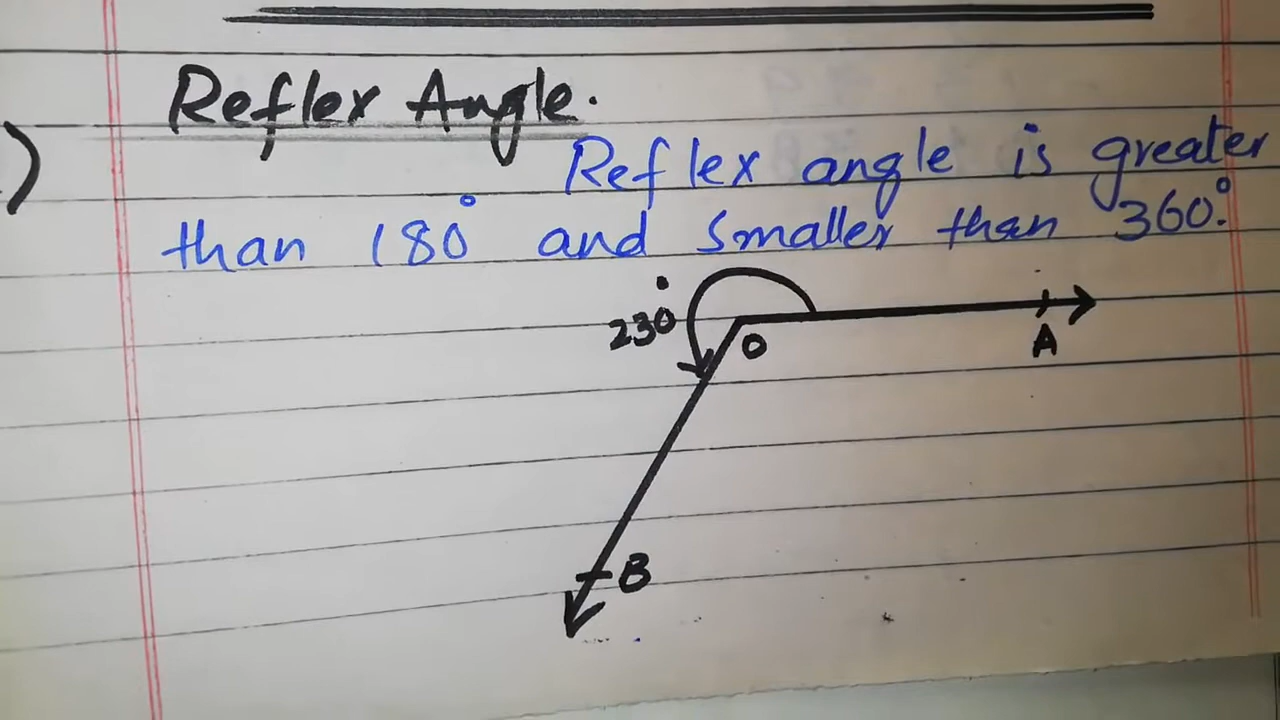 )
Reflex Angle.
Reflex angle is greater
than 180° and smaller than 360°.
230°
O
A
B